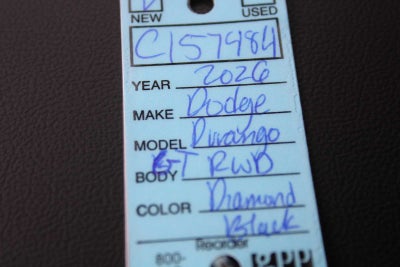 NEW USED
C157484
YEAR 2026
MAKE Dodge
MODEL Durango
BODY GT RWD
COLOR Diamond
Black
Reorder
800-